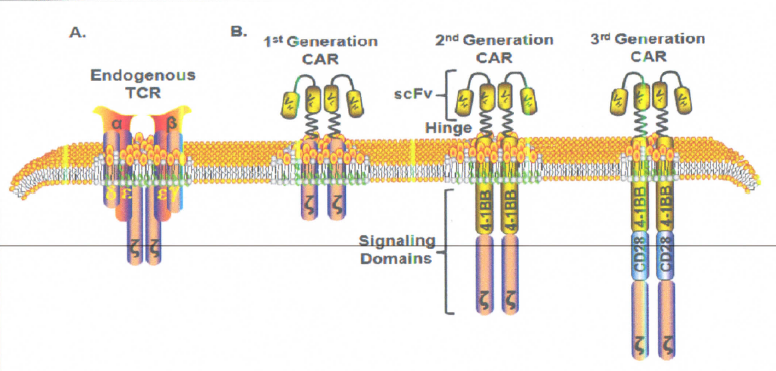 A.
B.
Endogenous
TCR
α
β
ζ ζ
1st Generation
CAR
ζ ζ
2nd Generation
CAR
scFv
Hinge
Signaling
Domains
4-1BB 4-1BB
ζ ζ
3rd Generation
CAR
4-1BB 4-1BB
CD28 CD28
ζ ζ